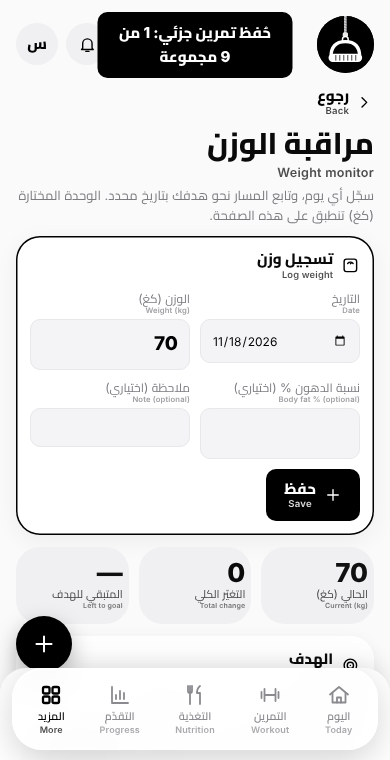 حُفظ تمرين جزئي: 1 من
9 مجموعة
س
رجوع
Back
مراقبة الوزن
Weight monitor
سجّل أي يوم، وتابع المسار نحو هدفك بتاريخ محدد. الوحدة المختارة
(كغ) تنطبق على هذه الصفحة.
تسجيل وزن
Log weight
التاريخ
Date
11/18/2026
الوزن (كغ)
Weight (kg)
70
نسبة الدهون % (اختياري)
Body fat % (optional)
ملاحظة (اختياري)
Note (optional)
حفظ
Save
70
الحالي (كغ)
Current (kg)
0
التغيّر الكلي
Total change
—
المتبقي للهدف
Left to goal
الهدف
اليوم
Today
التمرين
Workout
التغذية
Nutrition
التقدّم
Progress
المزيد
More